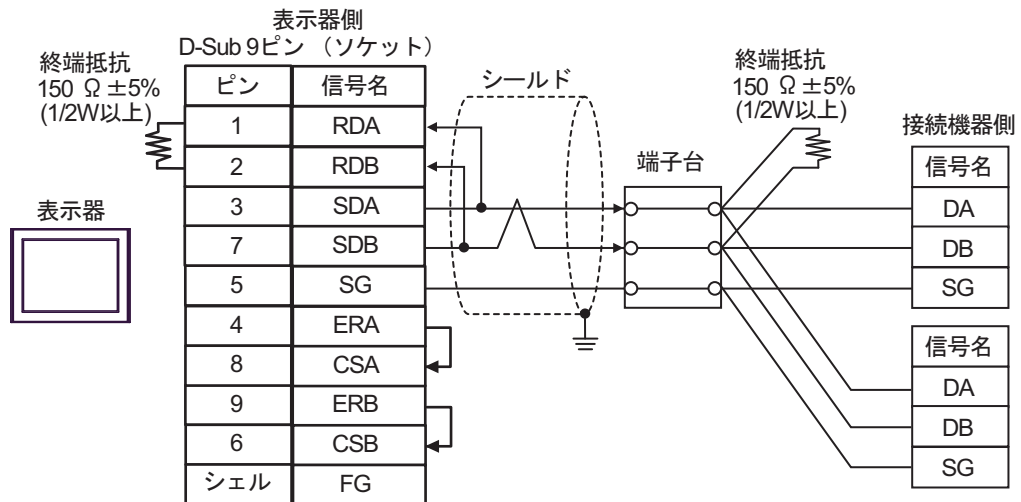 表示器側
D-Sub 9ピン （ソケット）
終端抵抗
150 Ω ±5%
(1/2W以上)
ピン 信号名
1 RDA
2 RDB
3 SDA
7 SDB
5 SG
4 ERA
8 CSA
9 ERB
6 CSB
シェル FG
表示器
シールド
端子台
終端抵抗
150 Ω ±5%
(1/2W以上)
接続機器側
信号名
DA
DB
SG
信号名
DA
DB
SG